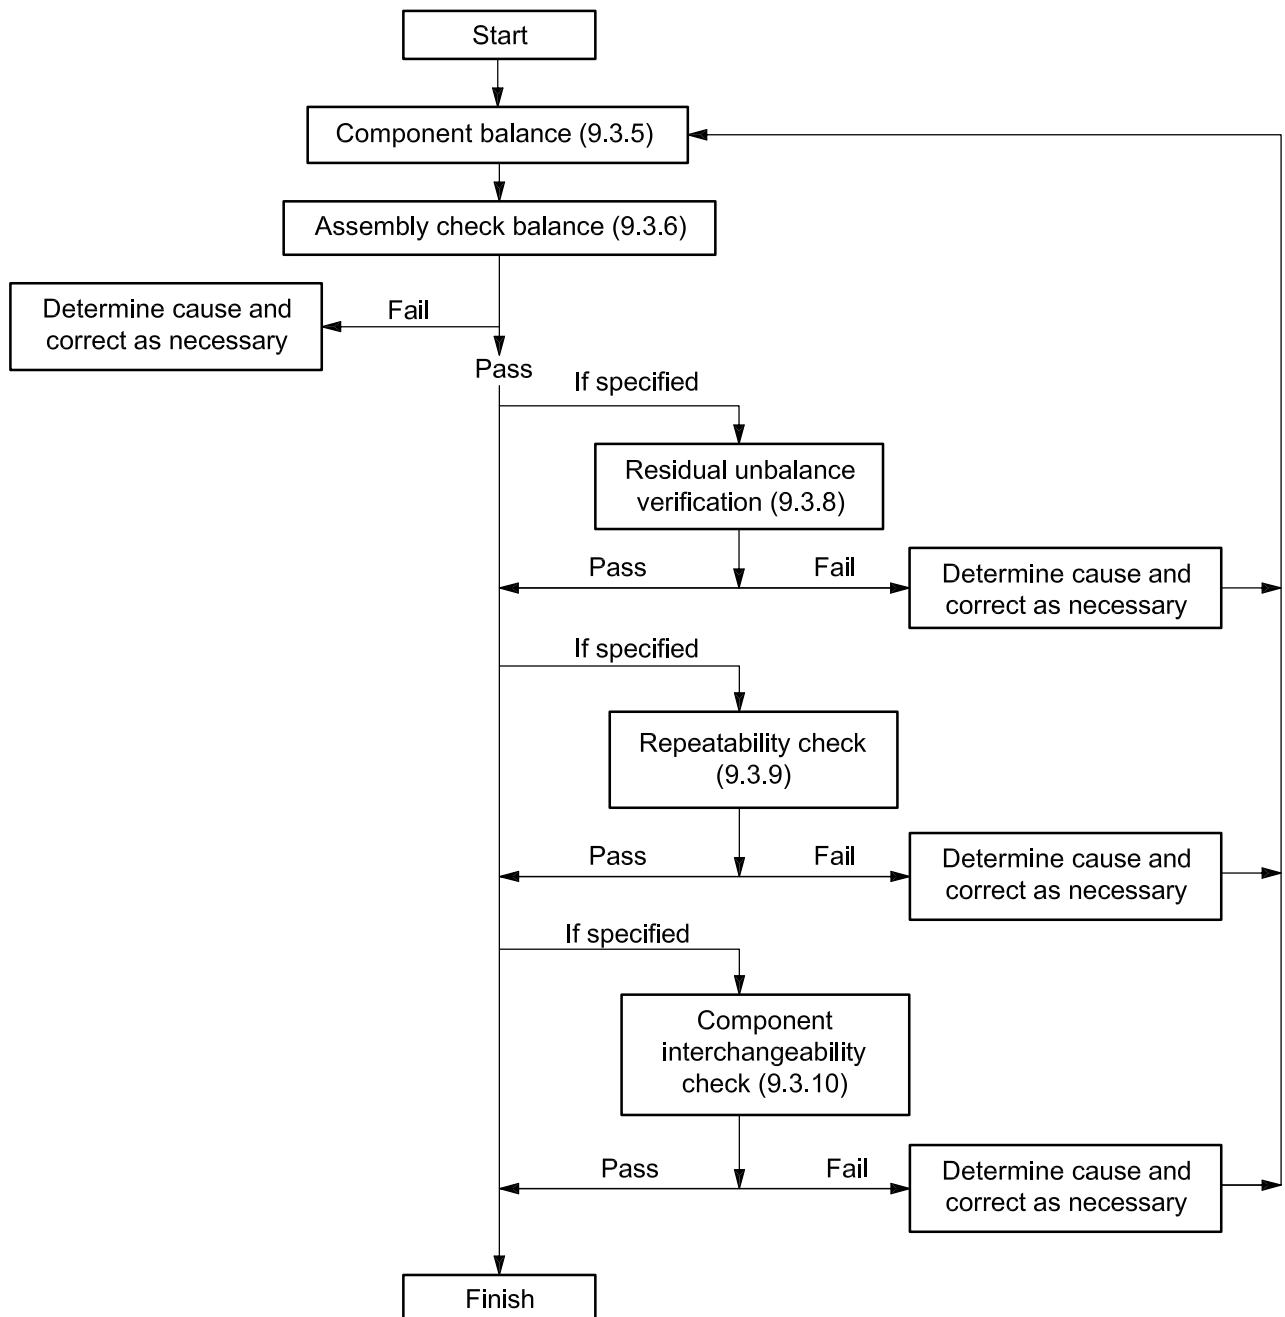 Start
Component balance (9.3.5)
Assembly check balance (9.3.6)
Determine cause and
correct as necessary
Fail
Pass
If specified
Residual unbalance
verification (9.3.8)
Pass
Fail
Determine cause and
correct as necessary
If specified
Repeatability check
(9.3.9)
Pass
Fail
Determine cause and
correct as necessary
If specified
Component
interchangeability
check (9.3.10)
Pass
Fail
Determine cause and
correct as necessary
Finish